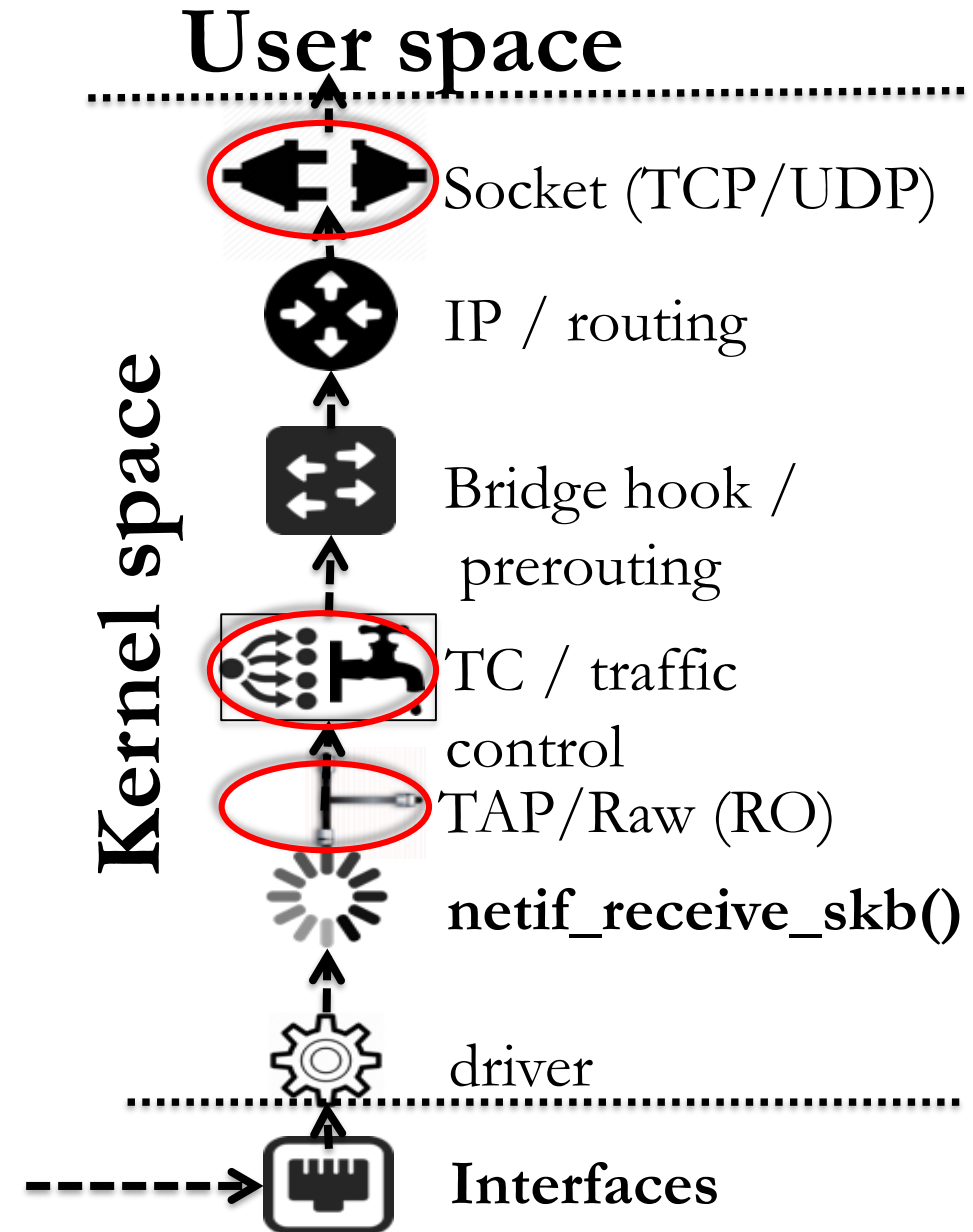 User space
Socket (TCP/UDP)
IP / routing
Kernel space
Bridge hook /
prerouting
TC / traffic
control
TAP/Raw (RO)
netif_receive_skb()
driver
Interfaces